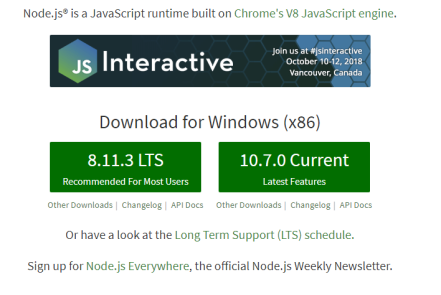 Node.js® is a JavaScript runtime built on Chrome's V8 JavaScript engine.
JS Interactive
Join us at #jsinteractive
October 10-12, 2018
Vancouver, Canada
Download for Windows (x86)
8.11.3 LTS
Recommended For Most Users
10.7.0 Current
Latest Features
Other Downloads | Changelog | API Docs
Other Downloads | Changelog | API Docs
Or have a look at the Long Term Support (LTS) schedule.
Sign up for Node.js Everywhere, the official Node.js Weekly Newsletter.